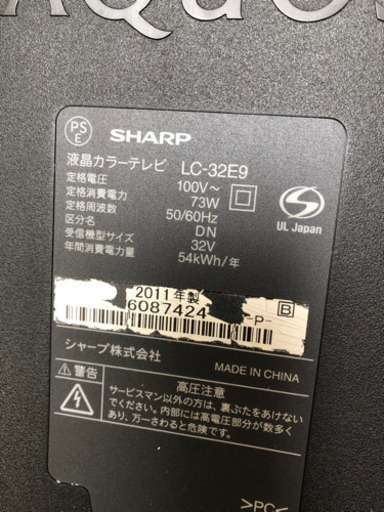 AQUOS
PS
E
SHARP
液晶カラーテレビ LC-32E9
定格電圧 100V～
定格消費電力 73W
定格周波数 50/60Hz
区分名 DN
受信機型サイズ 32V
年間消費電力量 54kWh/年
UL Japan
2011年製
B
6087424
-P-
シャープ株式会社
MADE IN CHINA
警告
高圧注意
サービスマン以外の方は、裏ぶたをあけない
でください。内部には高電圧部分が数多く
あり、万一さわると危険です。
>PC<